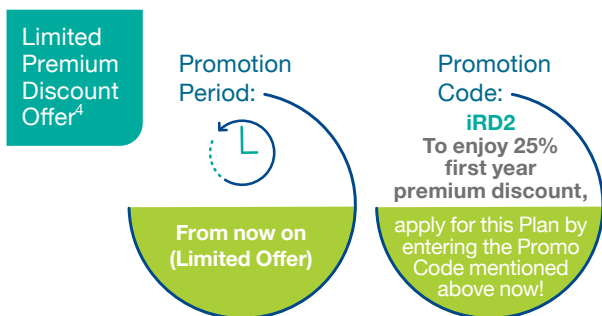 Limited
Premium
Discount
Offer4
Promotion
Period:
From now on
(Limited Offer)
Promotion
Code:
iRD2
To enjoy 25%
first year
premium discount,
apply for this Plan by
entering the Promo
Code mentioned
above now!